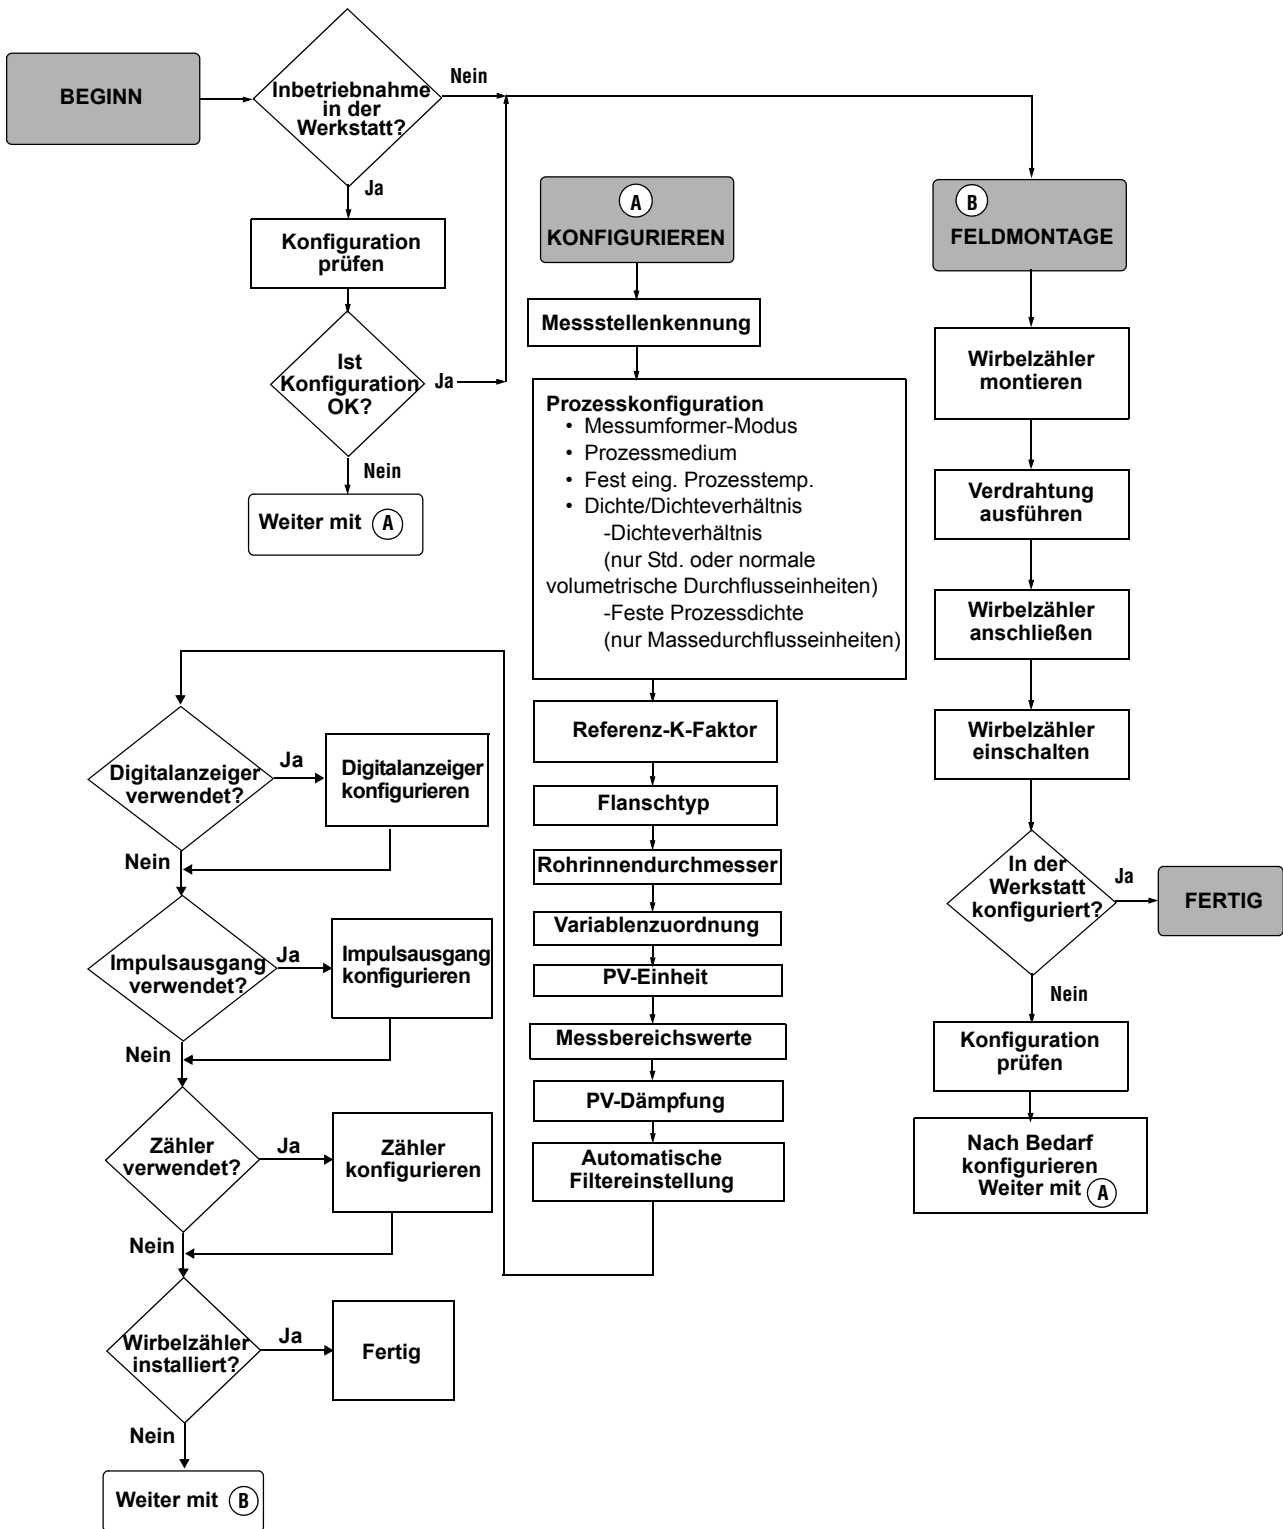 BEGINN
Inbetriebnahme
in der
Werkstatt?
Nein
Ja
Konfiguration
prüfen
Ist
Konfiguration
OK?
Ja
Nein
Weiter mit A
A
KONFIGURIEREN
Messstellenkennung
Prozesskonfiguration
• Messumformer-Modus
• Prozessmedium
• Fest eing. Prozesstemp.
• Dichte/Dichteverhältnis
-Dichteverhältnis
(nur Std. oder normale
volumetrische Durchflusseinheiten)
-Feste Prozessdichte
(nur Massedurchflusseinheiten)
Referenz-K-Faktor
Flanschtyp
Rohrinnendurchmesser
Variablenzuordnung
PV-Einheit
Messbereichswerte
PV-Dämpfung
Automatische
Filtereinstellung
Digitalanzeiger
verwendet?
Ja
Digitalanzeiger
konfigurieren
Nein
Impulsausgang
verwendet?
Ja
Impulsausgang
konfigurieren
Nein
Zähler
verwendet?
Ja
Zähler
konfigurieren
Nein
Wirbelzähler
installiert?
Ja
Fertig
Nein
Weiter mit B
B
FELDMONTAGE
Wirbelzähler
montieren
Verdrahtung
ausführen
Wirbelzähler
anschließen
Wirbelzähler
einschalten
In der
Werkstatt
konfiguriert?
Ja
FERTIG
Nein
Konfiguration
prüfen
Nach Bedarf
konfigurieren
Weiter mit A